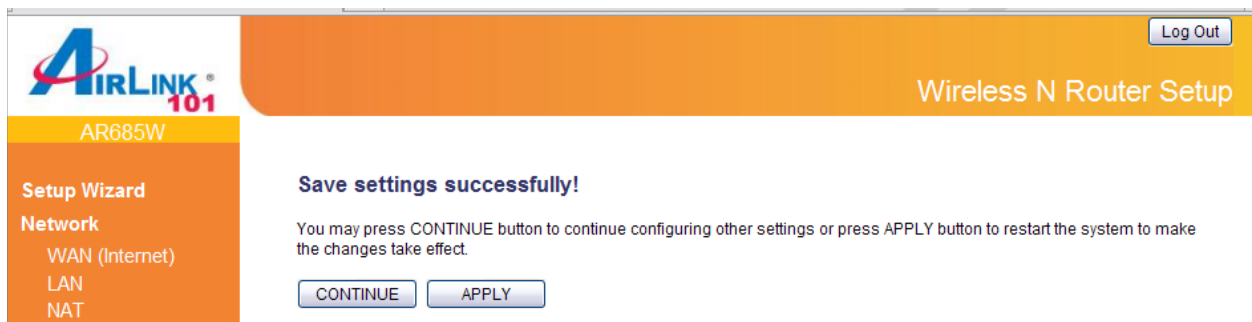 Log Out
AIRLINK ®
101
Wireless N Router Setup
AR685W
Setup Wizard
Network
WAN (Internet)
LAN
NAT
Save settings successfully!
You may press CONTINUE button to continue configuring other settings or press APPLY button to restart the system to make
the changes take effect.
CONTINUE APPLY